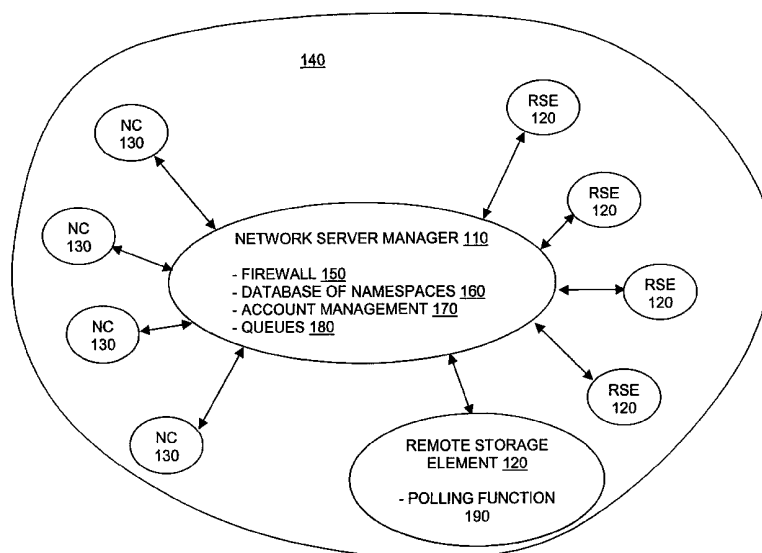 140
RSE
120
NC
130
RSE
120
NC
130
NETWORK SERVER MANAGER 110
- FIREWALL 150
- DATABASE OF NAMESPACES 160
- ACCOUNT MANAGEMENT 170
- QUEUES 180
RSE
120
NC
130
RSE
120
NC
130
REMOTE STORAGE
ELEMENT 120
- POLLING FUNCTION
190